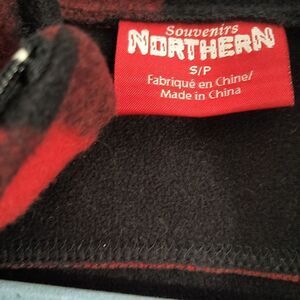 Souvenirs
NORTHERN
S/P
Fabriqué en Chine/
Made in China